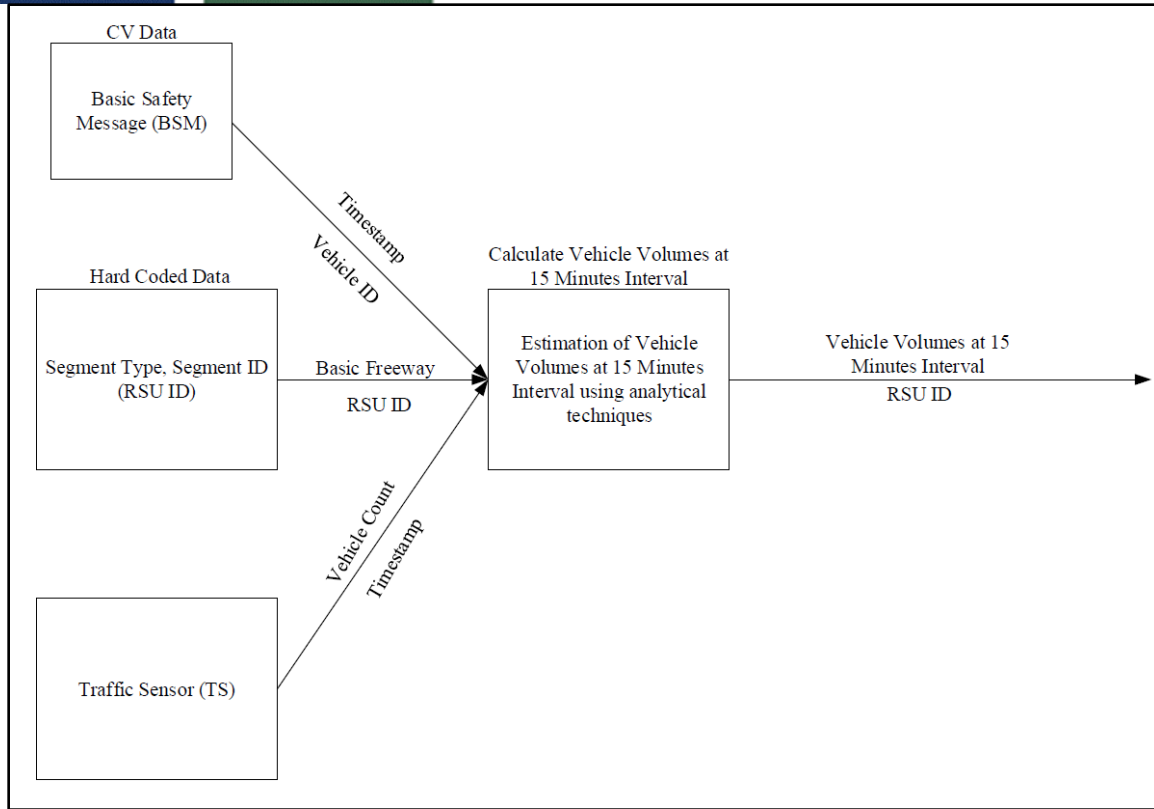 CV Data
Basic Safety
Message (BSM)
Timestamp
Vehicle ID
Hard Coded Data
Segment Type, Segment ID
(RSU ID)
Basic Freeway
RSU ID
Calculate Vehicle Volumes at
15 Minutes Interval
Estimation of Vehicle
Volumes at 15 Minutes
Interval using analytical
techniques
Vehicle Volumes at 15
Minutes Interval
RSU ID
Vehicle Count
Timestamp
Traffic Sensor (TS)